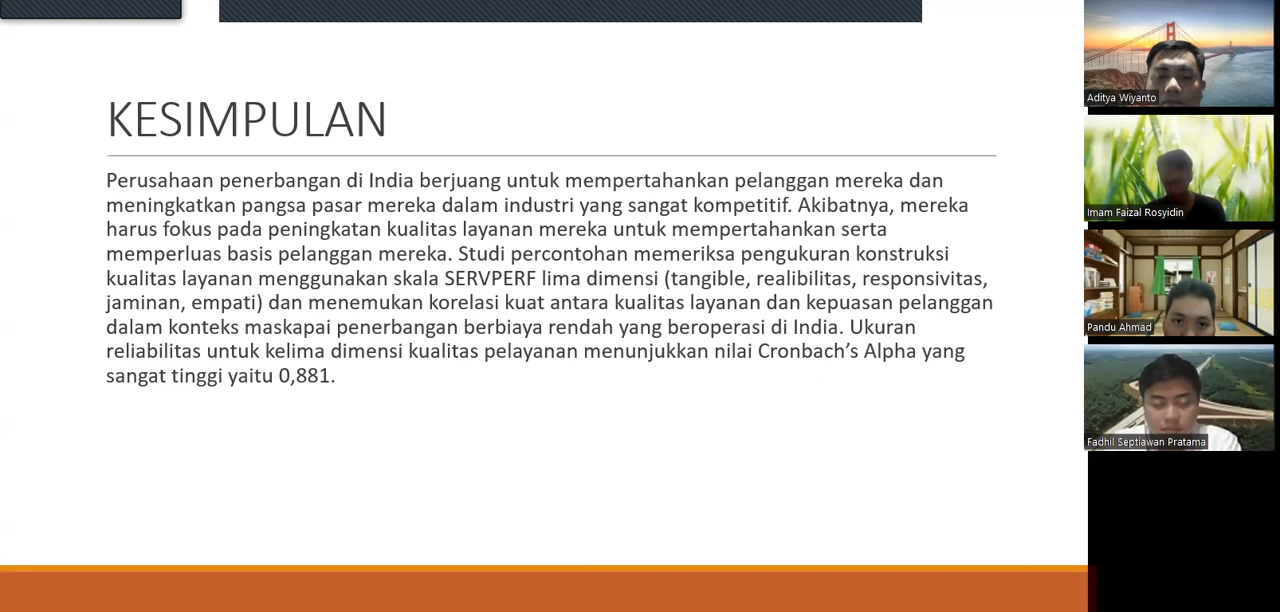 KESIMPULAN
Perusahaan penerbangan di India berjuang untuk mempertahankan pelanggan mereka dan
meningkatkan pangsa pasar mereka dalam industri yang sangat kompetitif. Akibatnya, mereka
harus fokus pada peningkatan kualitas layanan mereka untuk mempertahankan serta
memperluas basis pelanggan mereka. Studi percontohan memeriksa pengukuran konstruksi
kualitas layanan menggunakan skala SERVPERF lima dimensi (tangible, realibilitas, responsivitas,
jaminan, empati) dan menemukan korelasi kuat antara kualitas layanan dan kepuasan pelanggan
dalam konteks maskapai penerbangan berbiaya rendah yang beroperasi di India. Ukuran
reliabilitas untuk kelima dimensi kualitas pelayanan menunjukkan nilai Cronbach’s Alpha yang
sangat tinggi yaitu 0,881.
Aditya Wiyanto
Imam Faizal Rosyidin
Pandu Ahmad
Fadhil Septiawan Pratama